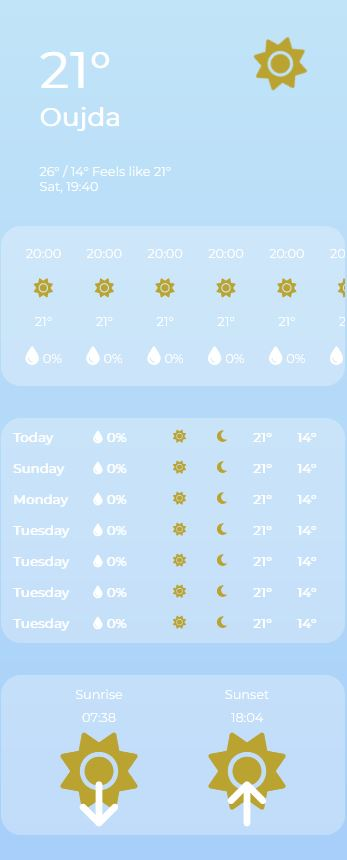 21°
Oujda
26° / 14° Feels like 21°
Sat, 19:40
20:00 20:00 20:00 20:00 20:00 20
21° 21° 21° 21° 21° 2
0% 0% 0% 0% 0%
Today 0% 21° 14°
Sunday 0% 21° 14°
Monday 0% 21° 14°
Tuesday 0% 21° 14°
Tuesday 0% 21° 14°
Tuesday 0% 21° 14°
Tuesday 0% 21° 14°
Sunrise Sunset
07:38 18:04